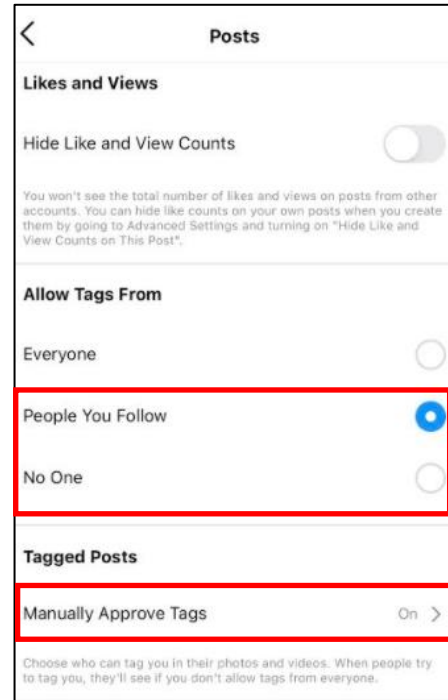 Posts
Likes and Views
Hide Like and View Counts
You won't see the total number of likes and views on posts from other
accounts. You can hide like counts on your own posts when you create
them by going to Advanced Settings and turning on "Hide Like and
View Counts on This Post".
Allow Tags From
Everyone
People You Follow
No One
Tagged Posts
Manually Approve Tags On
Choose who can tag you in their photos and videos. When people try
to tag you, they'll see if you don't allow tags from everyone.